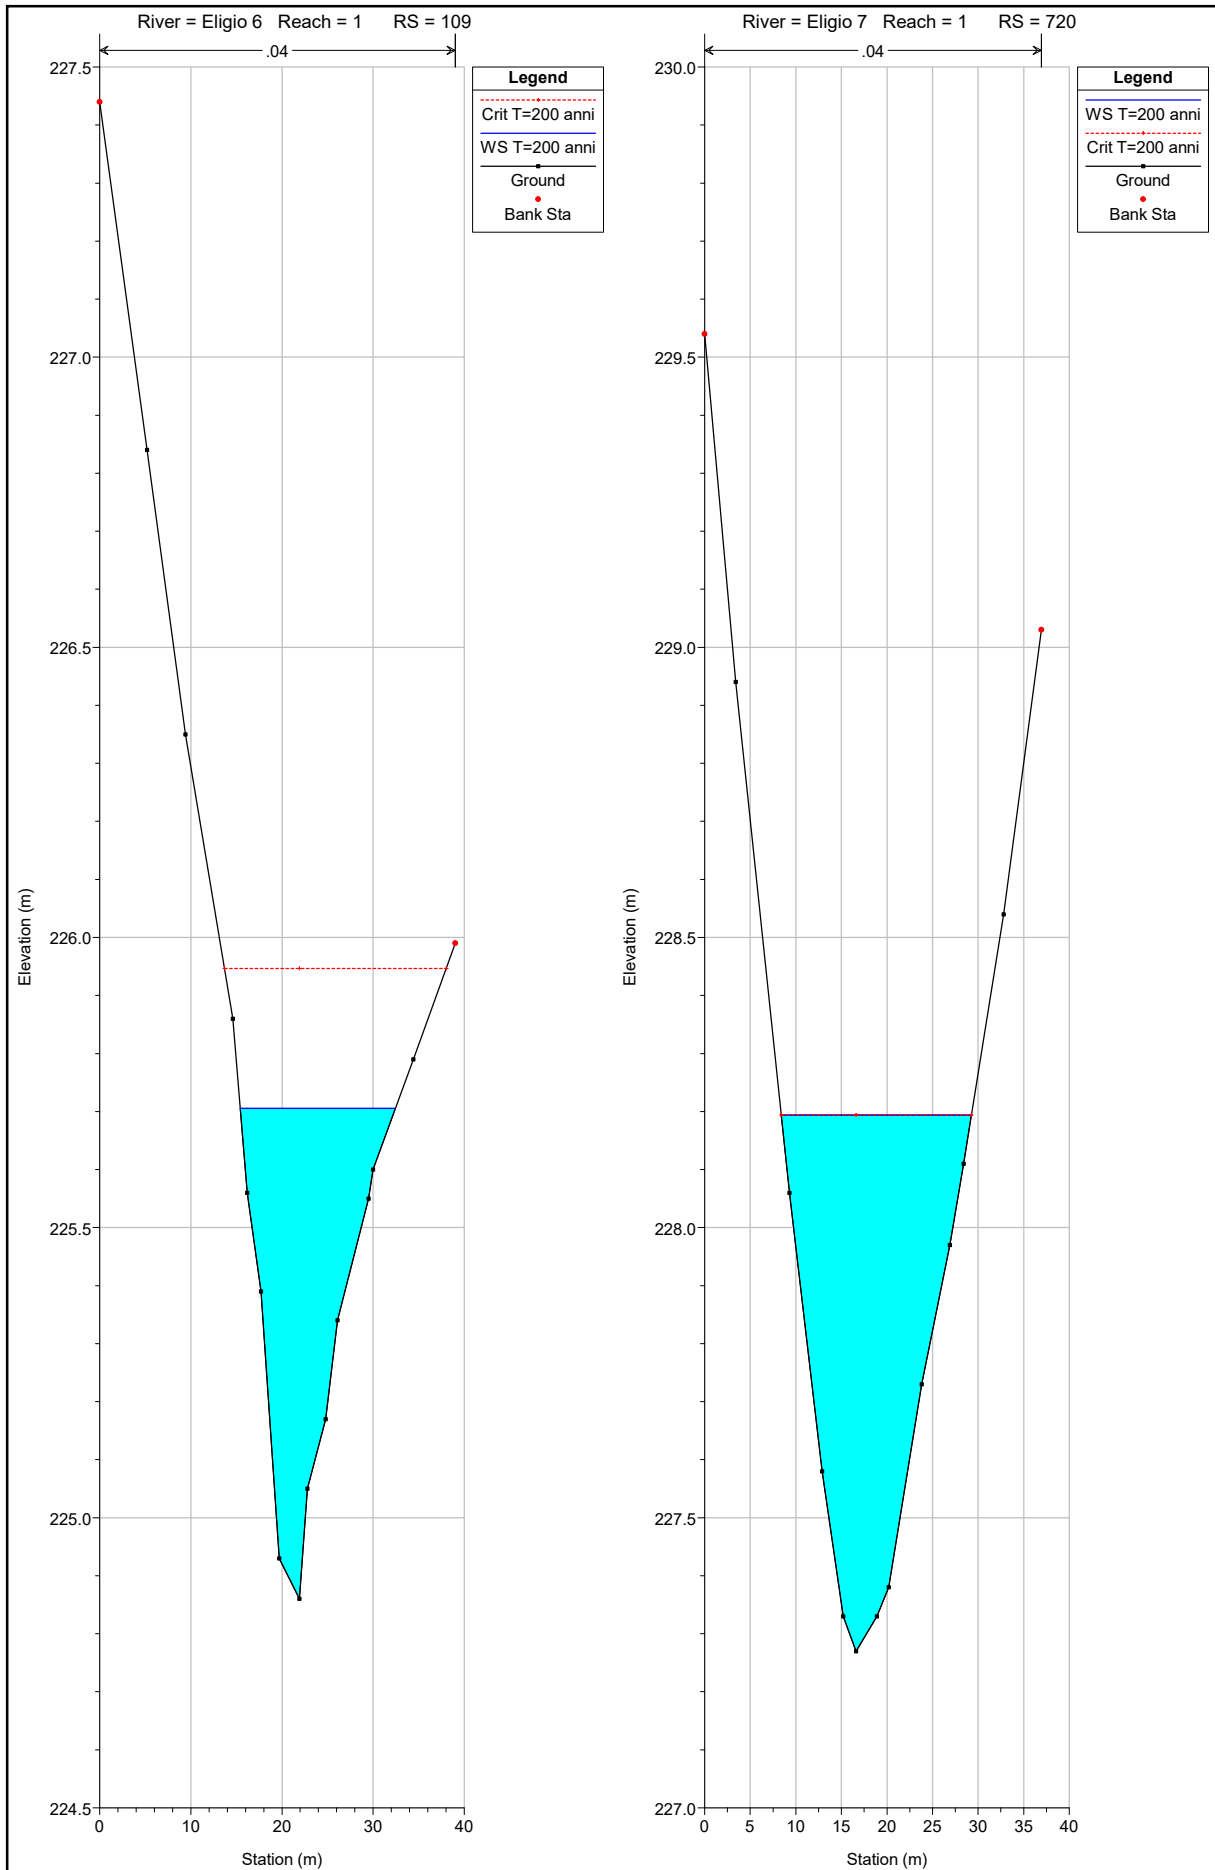 River = Eligio 6 Reach = 1 RS = 109
.04
227.5
227.0
226.5
226.0
225.5
225.0
224.5
Elevation (m)
0
10
20
30
40
Station (m)
Legend
Crit T=200 anni
WS T=200 anni
Ground
Bank Sta
River = Eligio 7 Reach = 1 RS = 720
.04
230.0
229.5
229.0
228.5
228.0
227.5
227.0
Elevation (m)
0
5
10
15
20
25
30
35
40
Station (m)
Legend
WS T=200 anni
Crit T=200 anni
Ground
Bank Sta